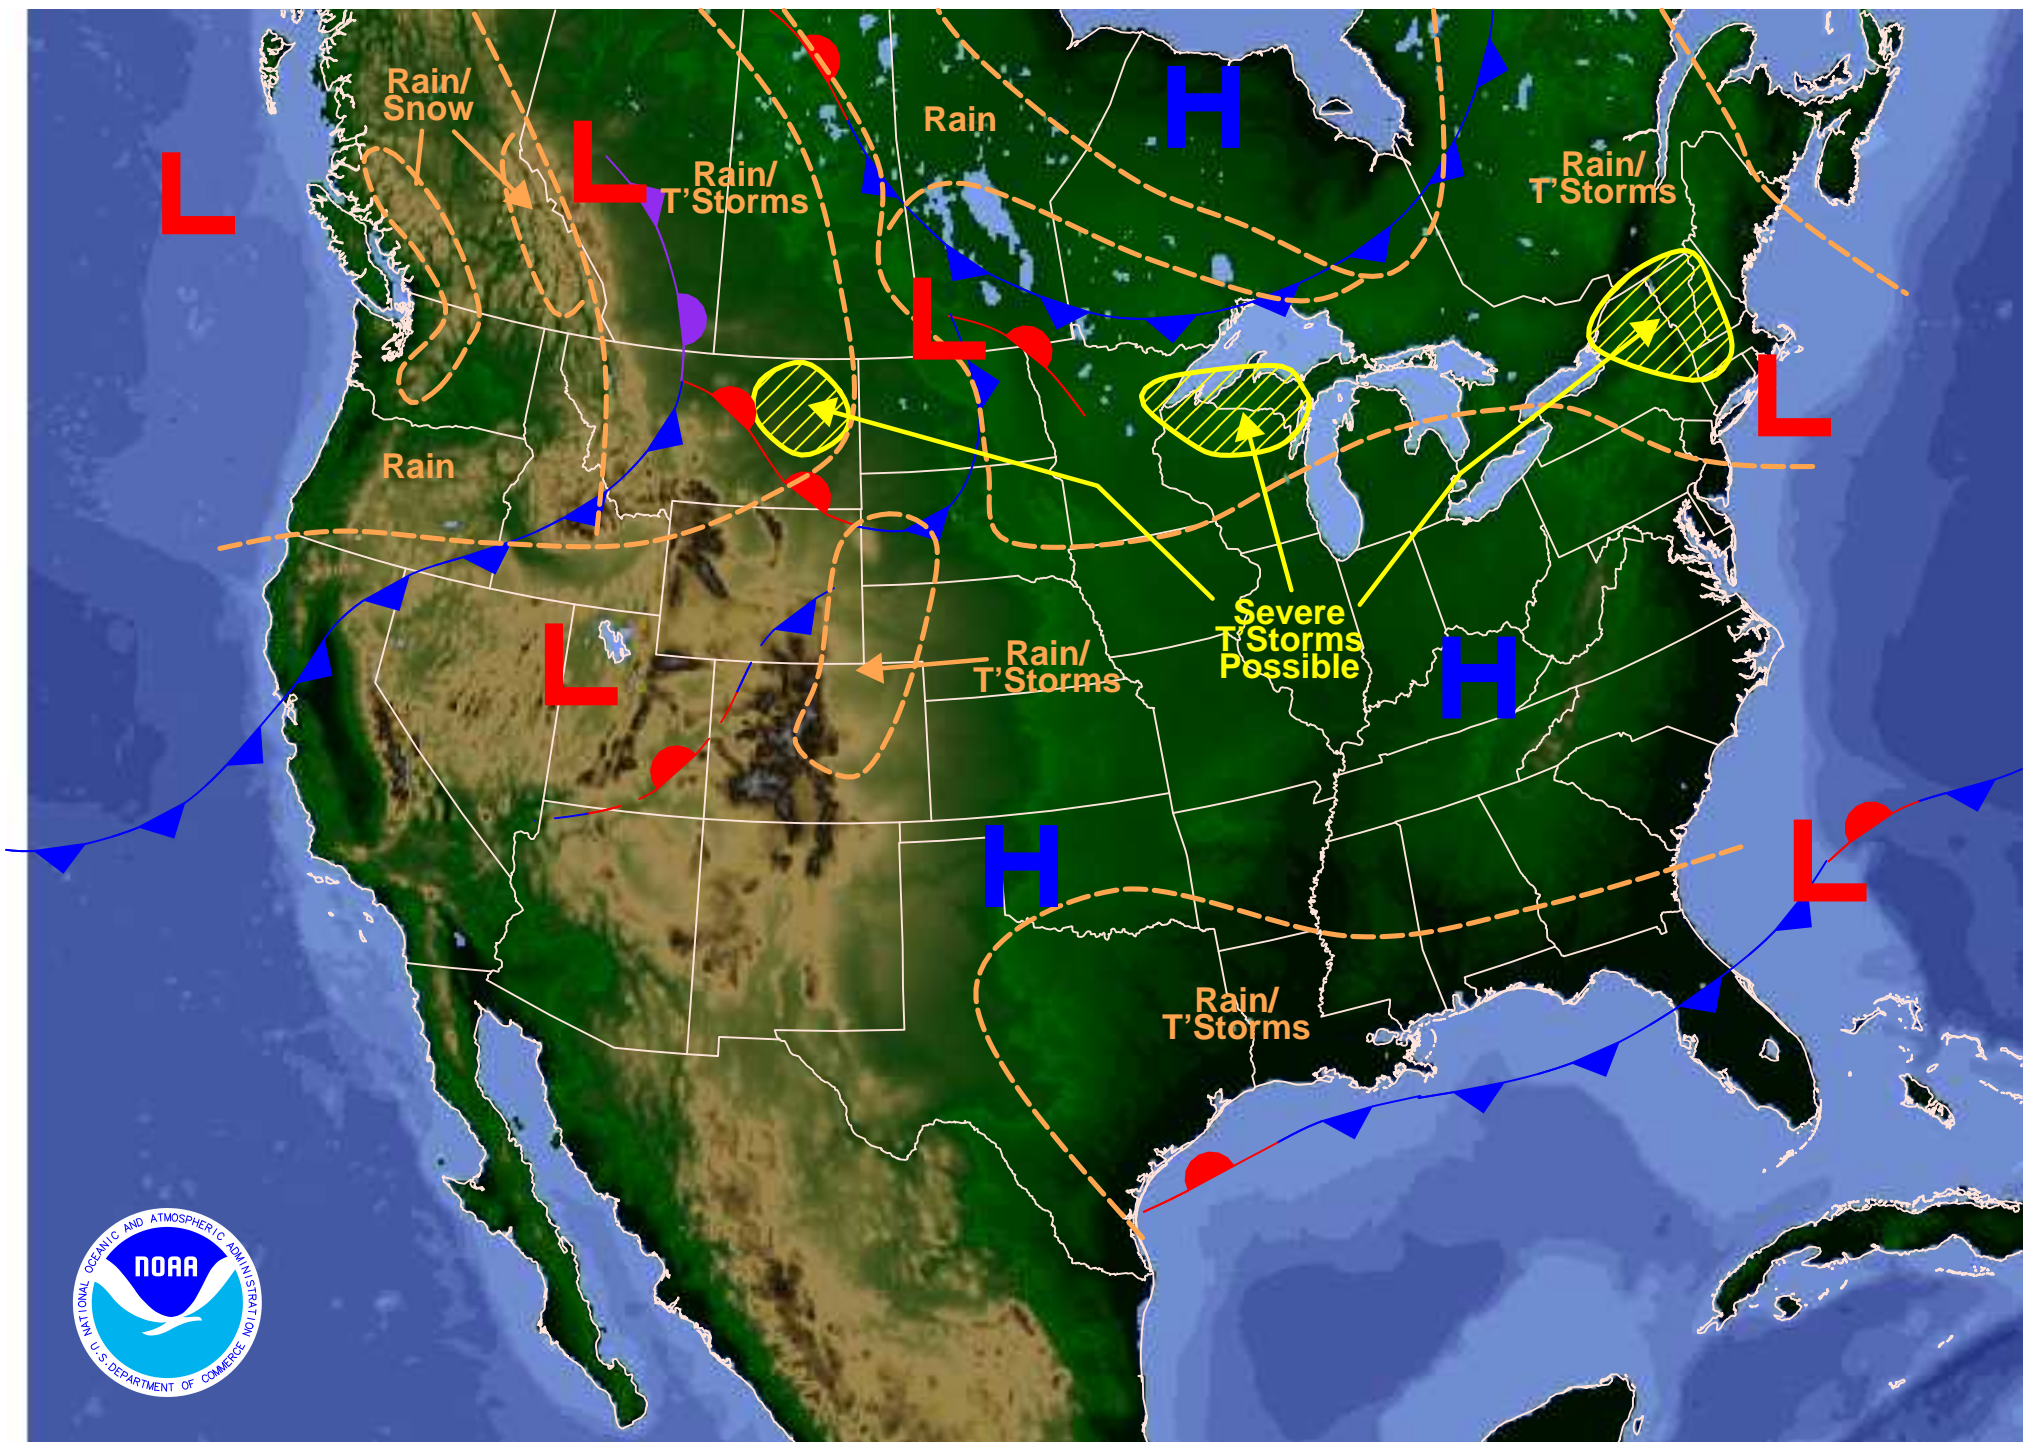 Rain/
Snow
L
L
Rain/
T'Storms
Rain
H
Rain/
T'Storms
L
L
Rain
Severe
T'Storms
Possible
L
Rain/
T'Storms
H
H
L
Rain/
T'Storms
NATIONAL OCEANIC AND ATMOSPHERIC ADMINISTRATION
NOAA
U.S. DEPARTMENT OF COMMERCE